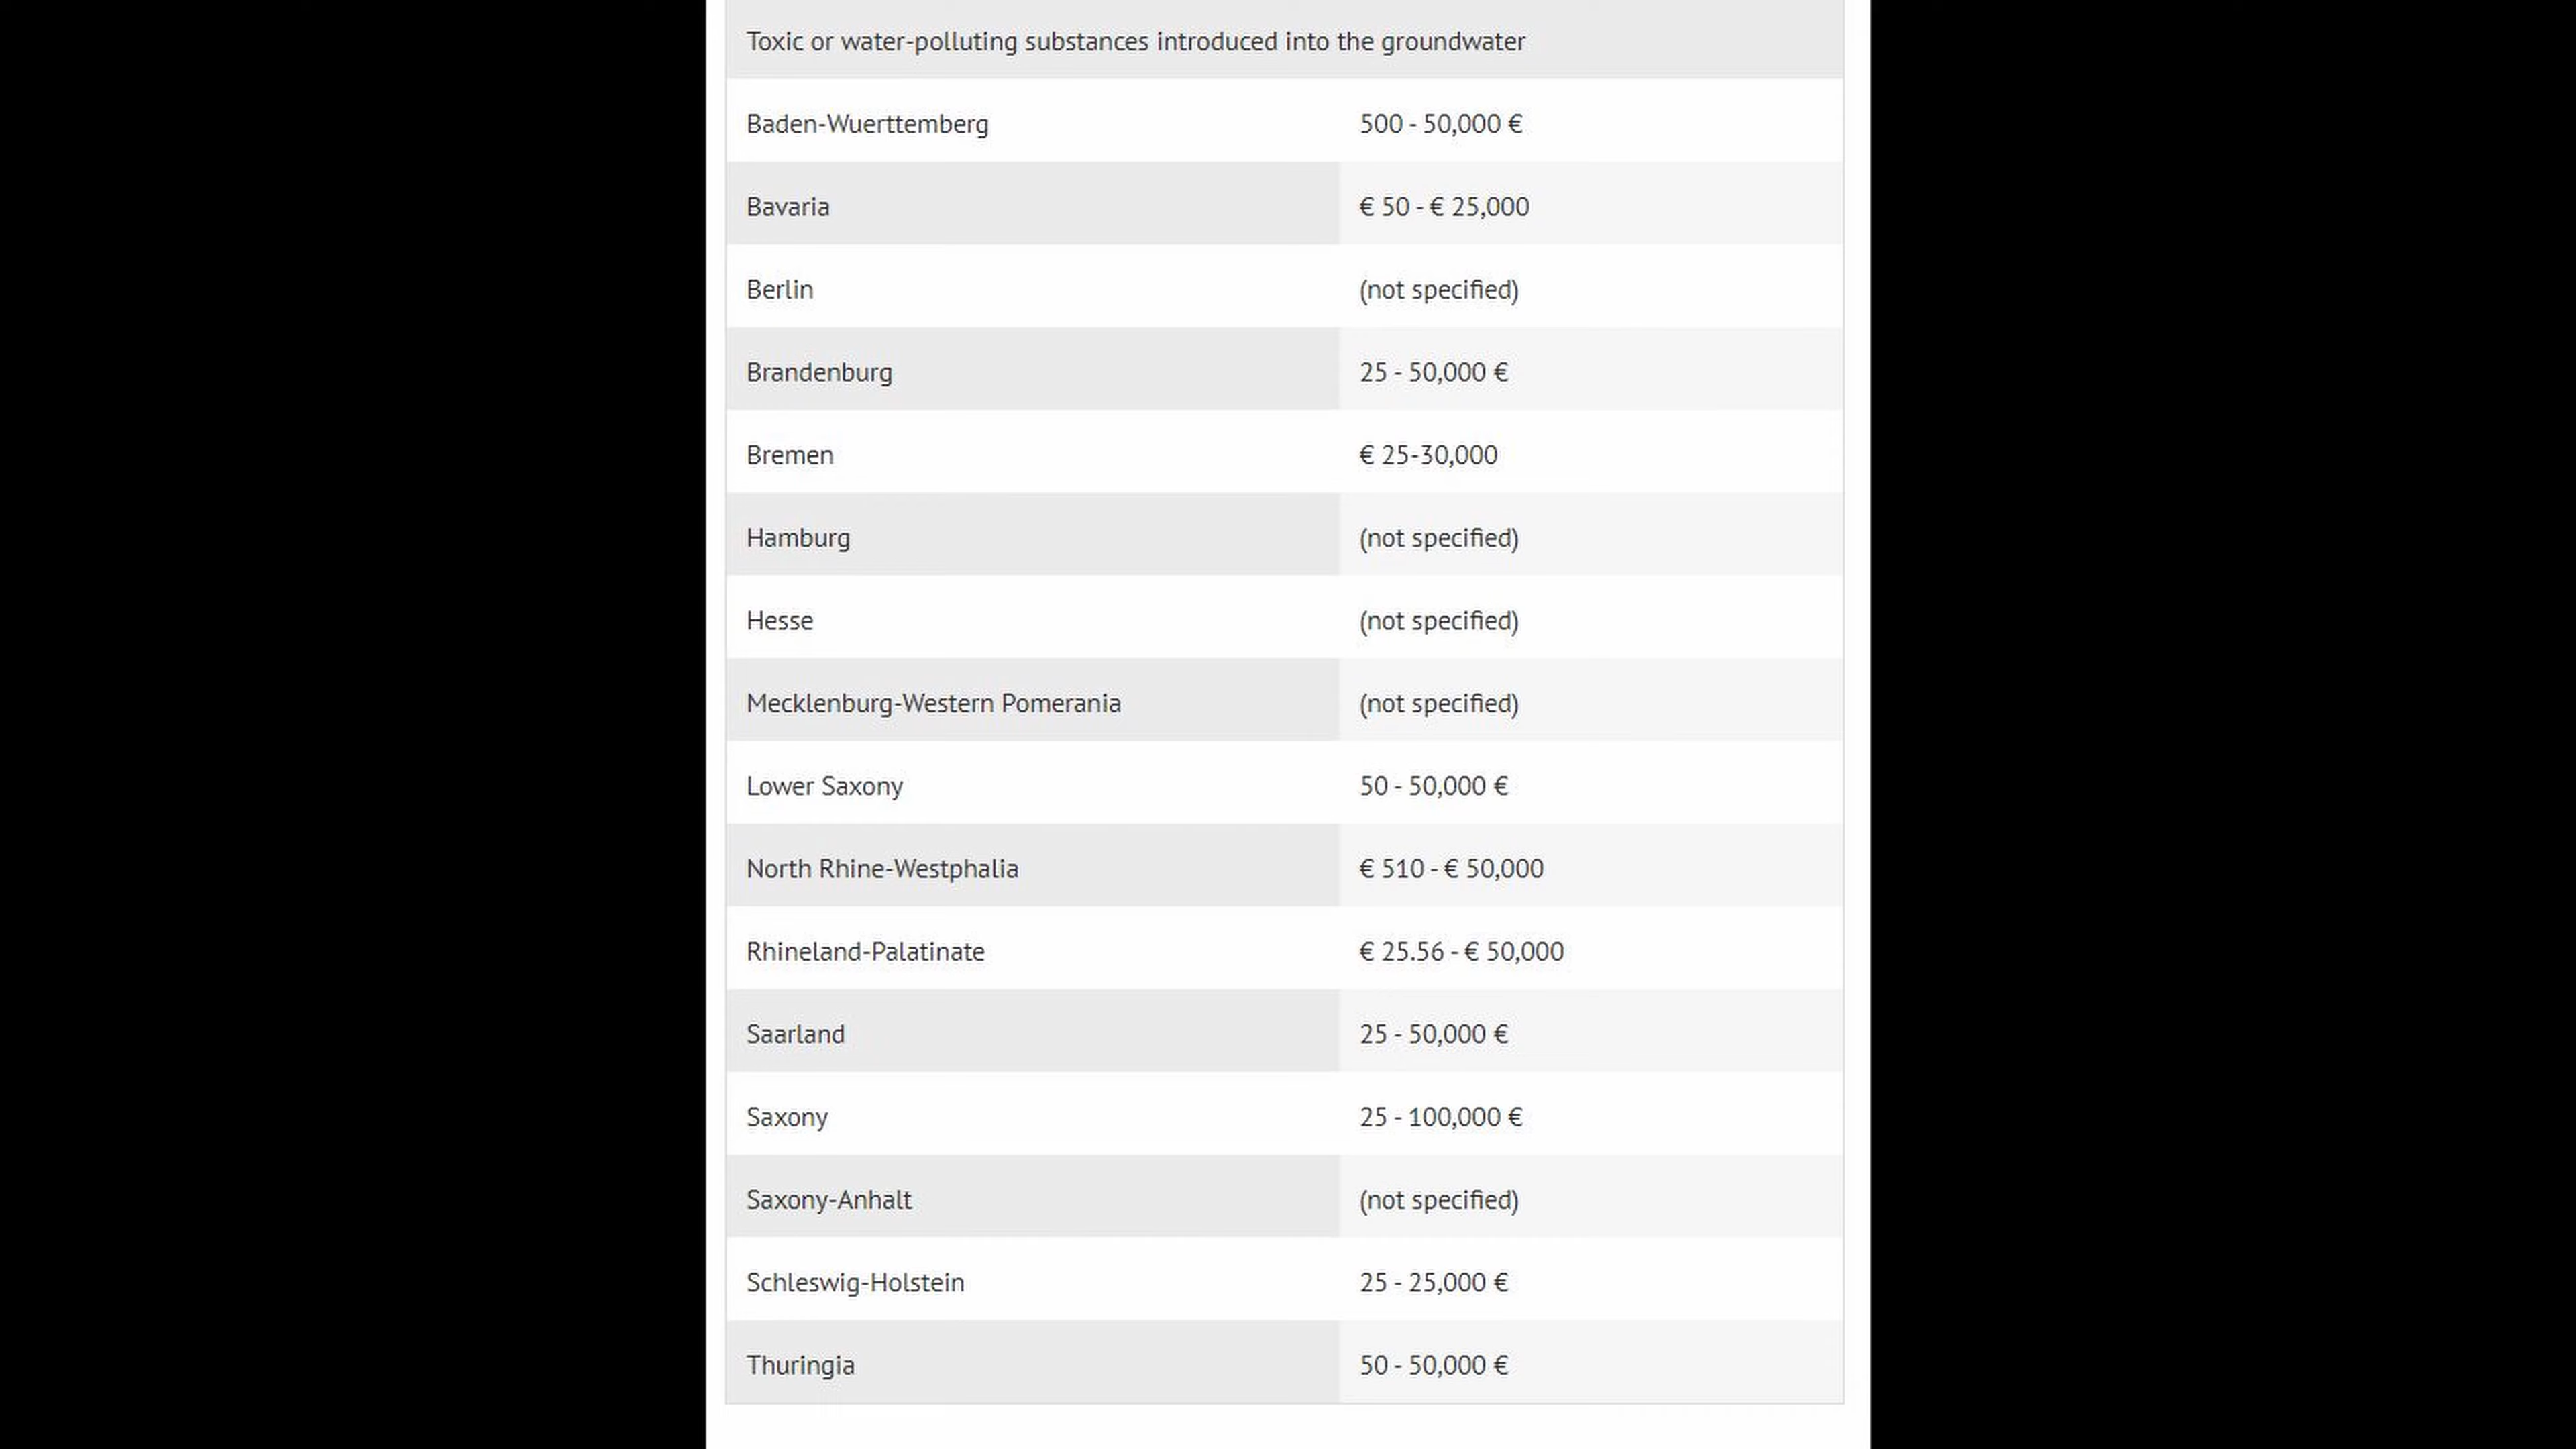 Toxic or water-polluting substances introduced into the groundwater
Baden-Wuerttemberg 500 - 50,000 €
Bavaria € 50 - € 25,000
Berlin (not specified)
Brandenburg 25 - 50,000 €
Bremen € 25-30,000
Hamburg (not specified)
Hesse (not specified)
Mecklenburg-Western Pomerania (not specified)
Lower Saxony 50 - 50,000 €
North Rhine-Westphalia € 510 - € 50,000
Rhineland-Palatinate € 25.56 - € 50,000
Saarland 25 - 50,000 €
Saxony 25 - 100,000 €
Saxony-Anhalt (not specified)
Schleswig-Holstein 25 - 25,000 €
Thuringia 50 - 50,000 €